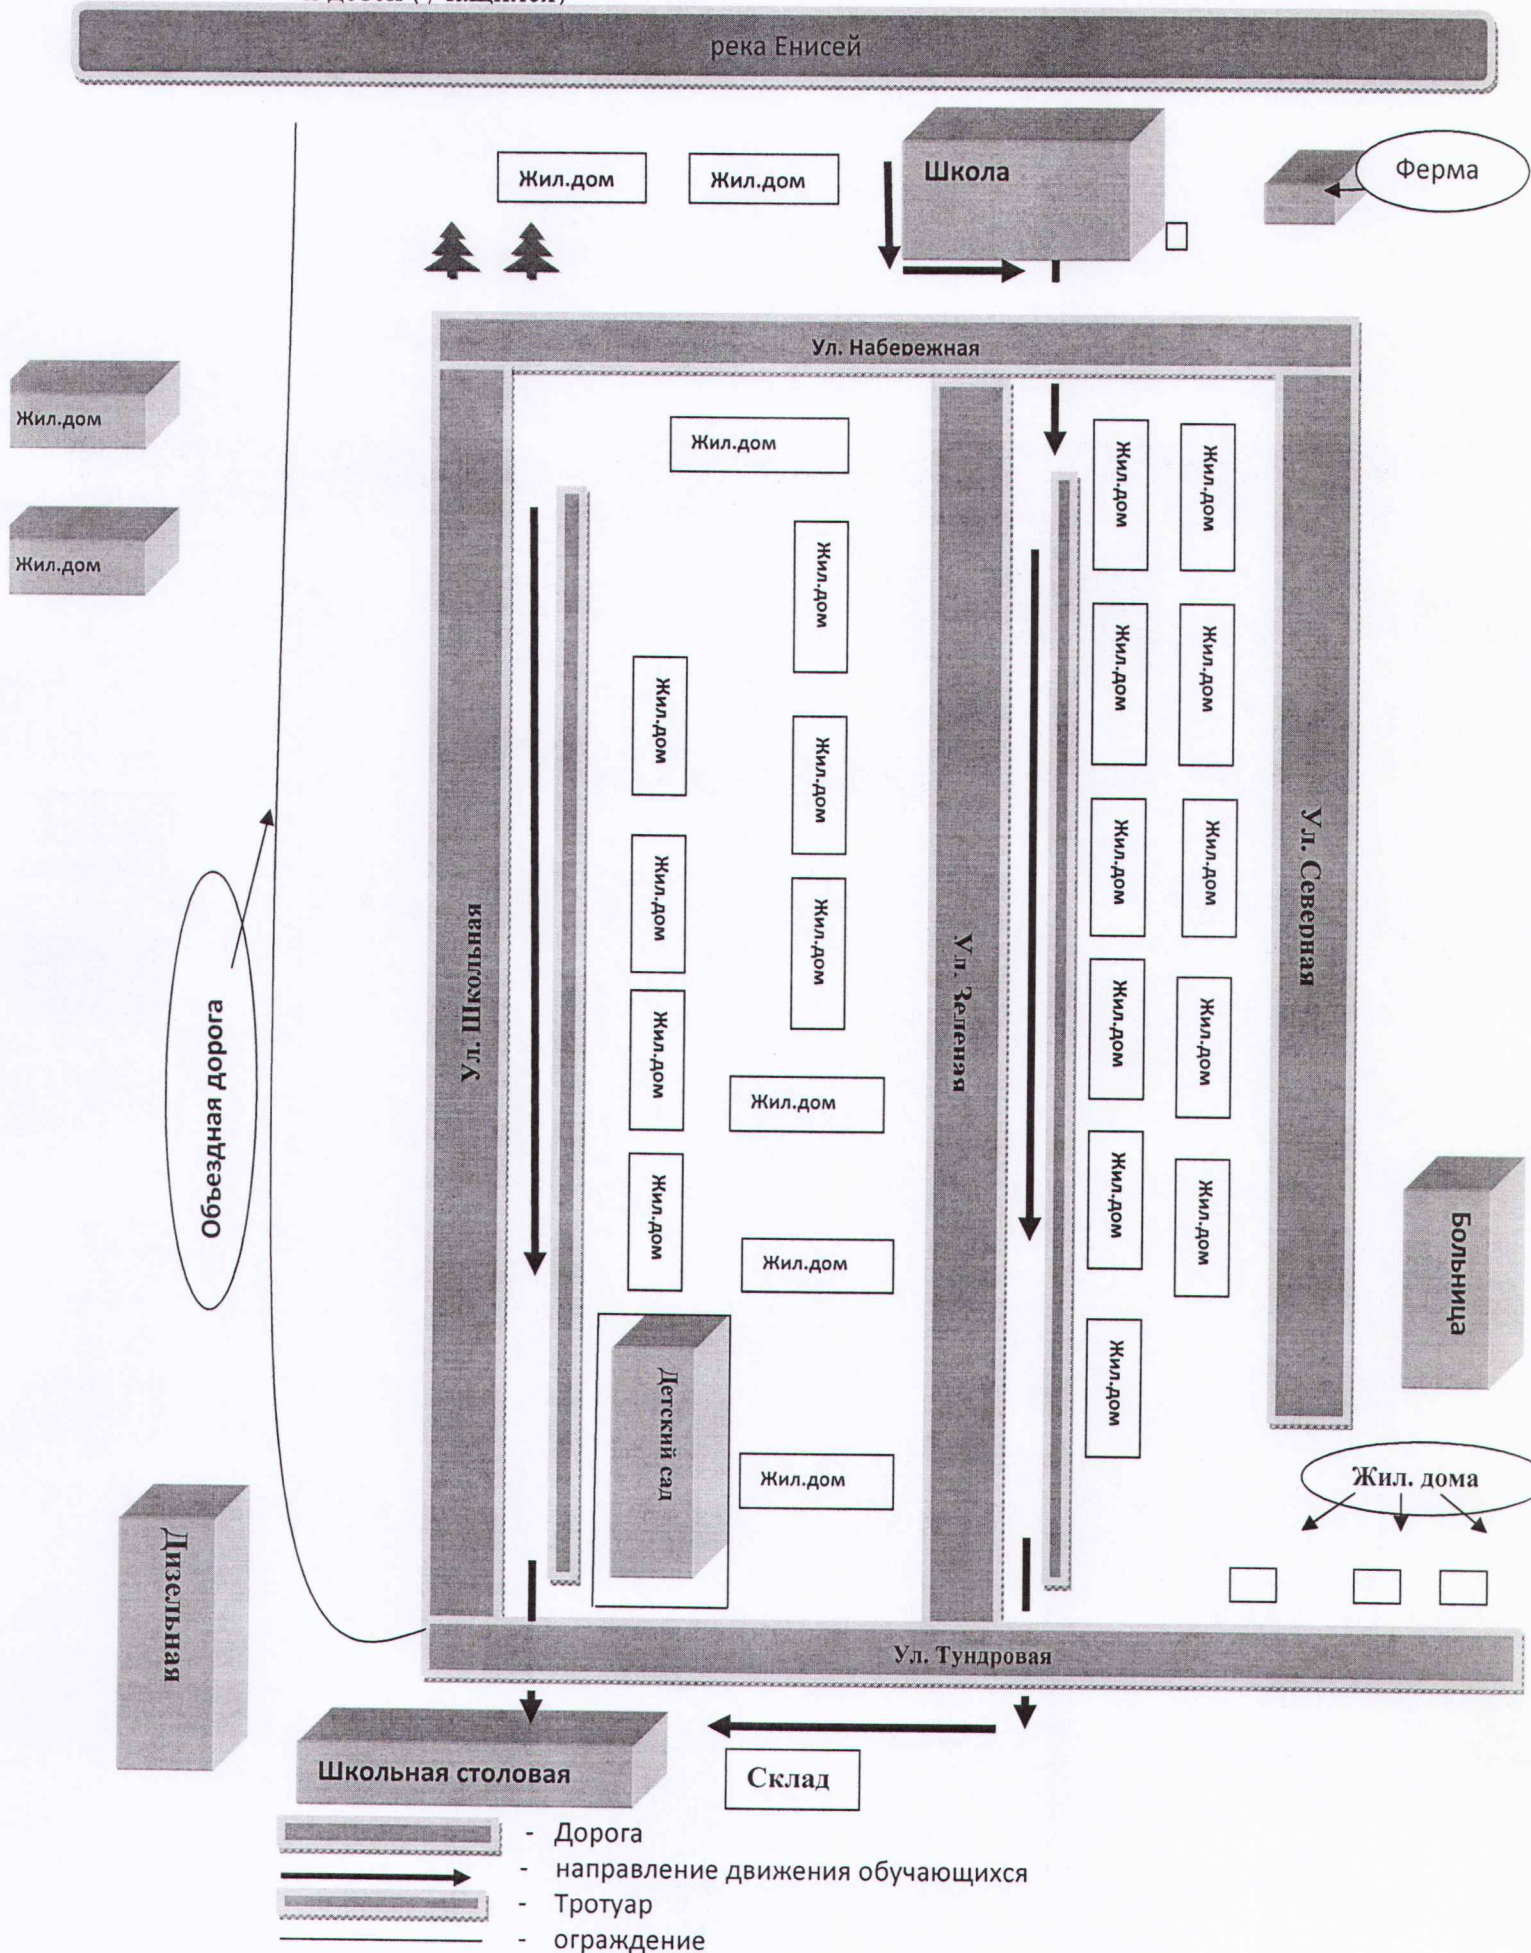 река Енисей
Школа
Ферма
Жил.дом
Жил.дом
Ул. Набережная
Жил.дом
Жил.дом
Жил.дом
Жил.дом
Жил.дом
Жил.дом
Жил.дом
Жил.дом
Жил.дом
Жил.дом
Жил.дом
Жил.дом
Жил.дом
Жил.дом
Ул. Северная
Жил.дом
Жил.дом
Ул. Школьная
Ул. Зеленая
Объездная дорога
Жил.дом
Жил.дом
Жил.дом
Жил.дом
Жил.дом
Жил.дом
Жил.дом
Жил.дом
Больница
Детский сад
Жил.дом
Жил.дом
Жил. дома
Дизельная
Ул. Тундровая
Школьная столовая
Склад
- Дорога
- направление движения обучающихся
- Тротуар
- ограждение